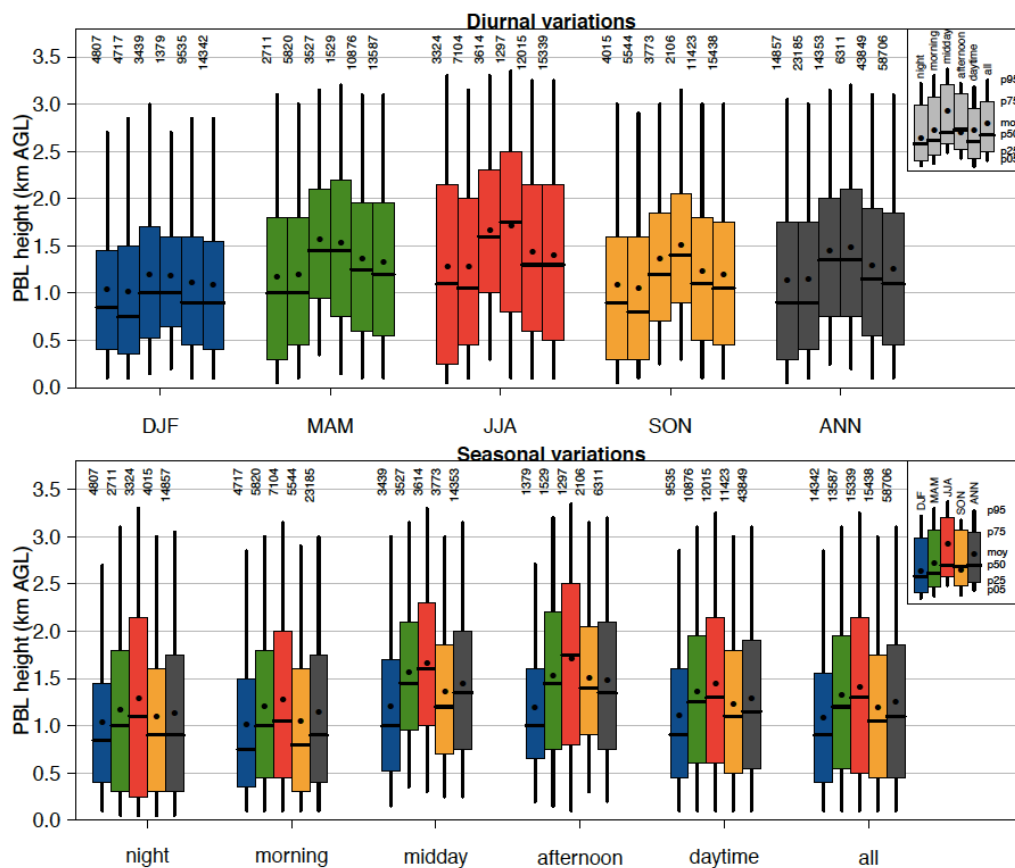 Diurnal variations
PBL height (km AGL)
3.5
3.0
2.5
2.0
1.5
1.0
0.5
0.0
4807 4717 3439 1379 9535 14342
2711 5820 3527 1529 10876 13587
3324 7104 3614 1297 12015 15339
4015 5544 3773 2106 11423 15438
14857 23185 14353 6311 43849 58706
night morning midday afternoon daytime all
p95
p75
mo
p50
p25
p05
DJF MAM JJA SON ANN
Seasonal variations
PBL height (km AGL)
3.5
3.0
2.5
2.0
1.5
1.0
0.5
0.0
4807 2711 3324 4015 14857
4717 5820 7104 5544 23185
3439 3527 3614 3773 14353
1379 1529 1297 2106 6311
9535 10876 12015 11423 43849
14342 13587 15339 15438 58706
DJF MAM JJA SON ANN
p95
p75
moy
p50
p25
p05
night morning midday afternoon daytime all